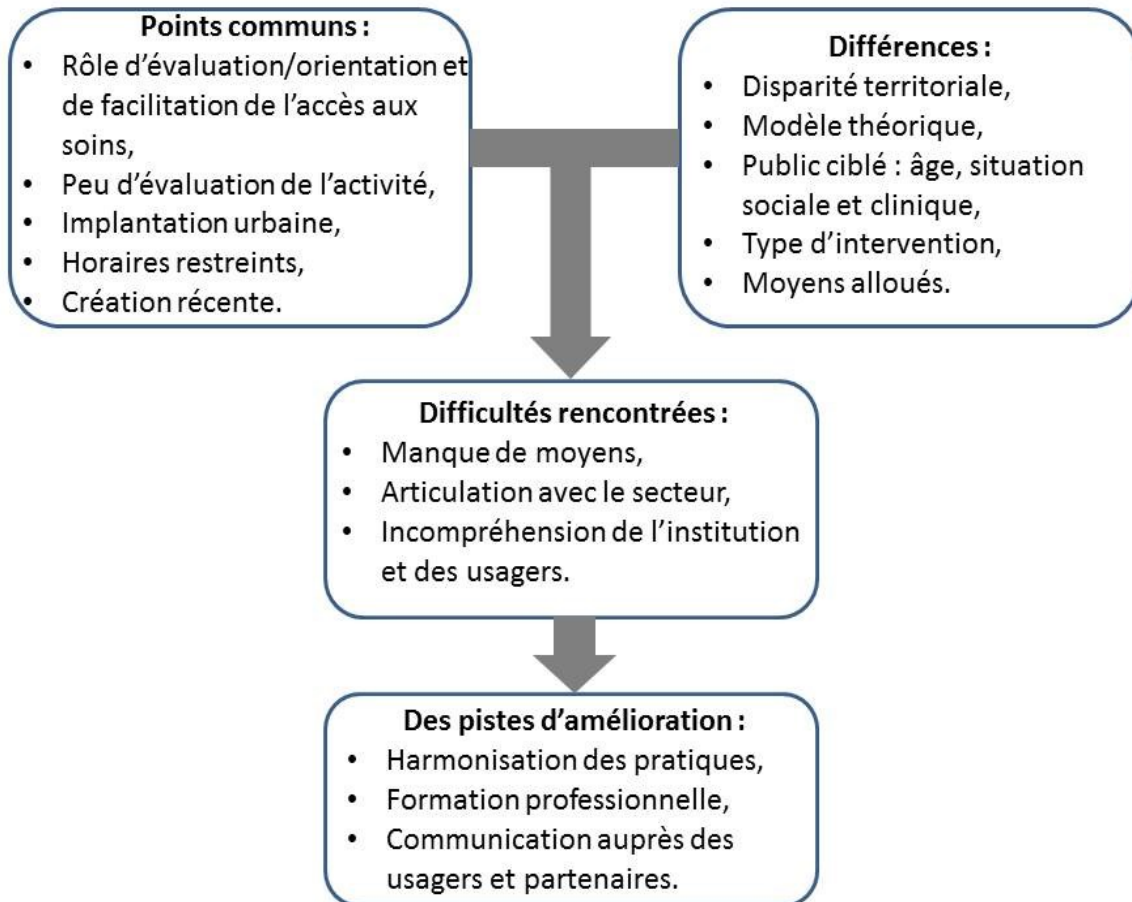 Points communs :
• Rôle d'évaluation/orientation et
de facilitation de l'accès aux
soins,
• Peu d'évaluation de l'activité,
• Implantation urbaine,
• Horaires restreints,
• Création récente.
Différences :
• Disparité territoriale,
• Modèle théorique,
• Public ciblé : âge, situation
sociale et clinique,
• Type d'intervention,
• Moyens alloués.
Difficultés rencontrées :
• Manque de moyens,
• Articulation avec le secteur,
• Incompréhension de l'institution
et des usagers.
Des pistes d'amélioration :
• Harmonisation des pratiques,
• Formation professionnelle,
• Communication auprès des
usagers et partenaires.